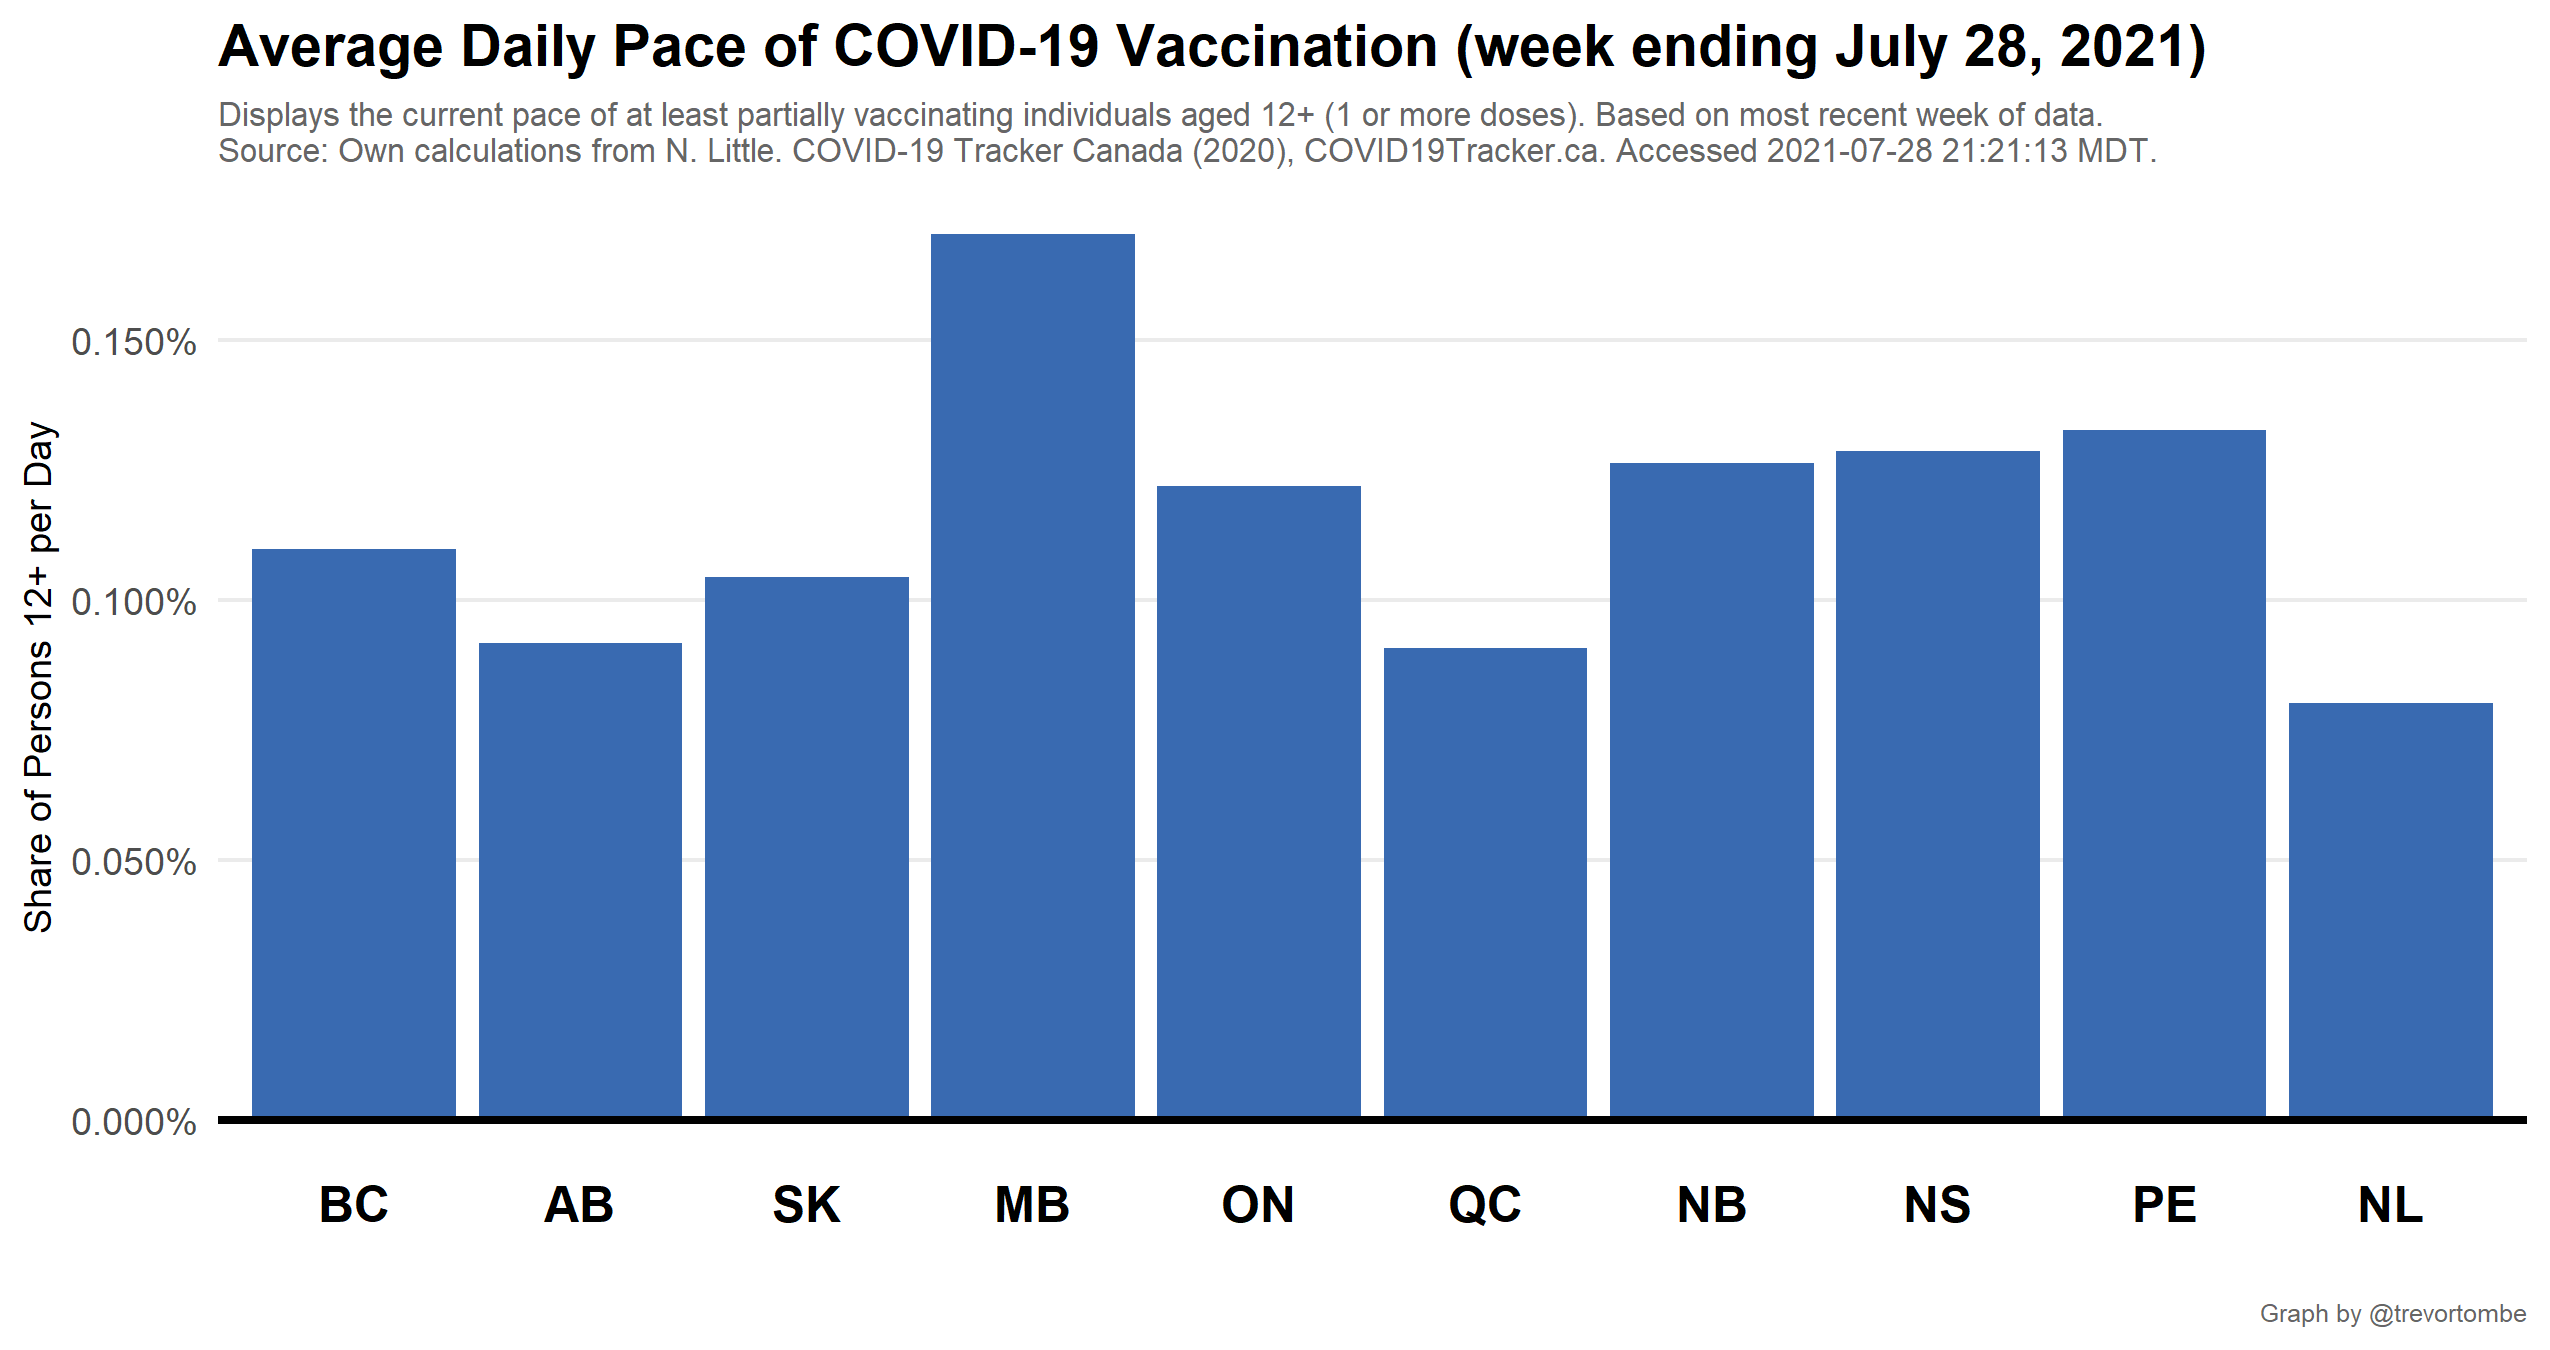 Average Daily Pace of COVID-19 Vaccination (week ending July 28, 2021)
Displays the current pace of at least partially vaccinating individuals aged 12+ (1 or more doses). Based on most recent week of data.
Source: Own calculations from N. Little. COVID-19 Tracker Canada (2020), COVID19Tracker.ca. Accessed 2021-07-28 21:21:13 MDT.
Share of Persons 12+ per Day
0.150%
0.100%
0.050%
0.000%
BC AB SK MB ON QC NB NS PE NL
Graph by @trevortombe